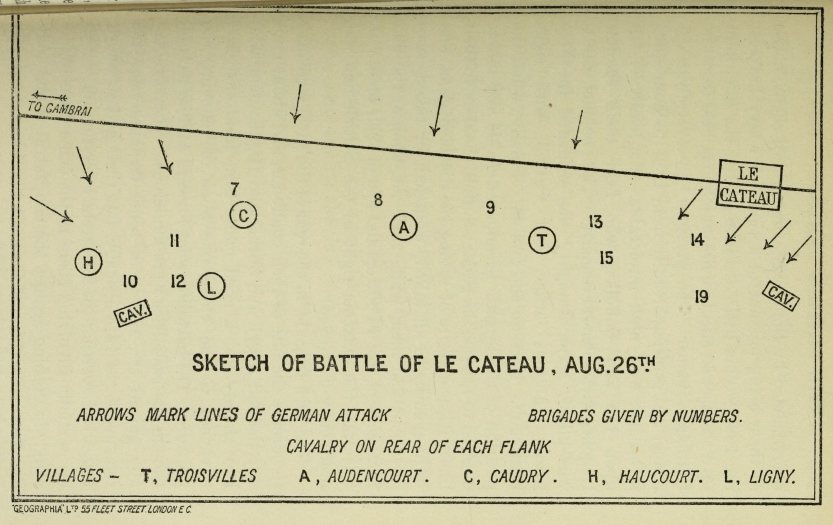 TO CAMBRAI
LE
CATEAU
7
8
9
C
A
13
T
11
14
15
H
10
12
L
19
CAV.
CAV.
SKETCH OF BATTLE OF LE CATEAU, AUG.26TH.
ARROWS MARK LINES OF GERMAN ATTACK
BRIGADES GIVEN BY NUMBERS.
CAVALRY ON REAR OF EACH FLANK
VILLAGES – T, TROISVILLES A, AUDENCOURT. C, CAUDRY. H, HAUCOURT. L, LIGNY.
"GEOGRAPHIA" LTD 55 FLEET STREET LONDON E.C.